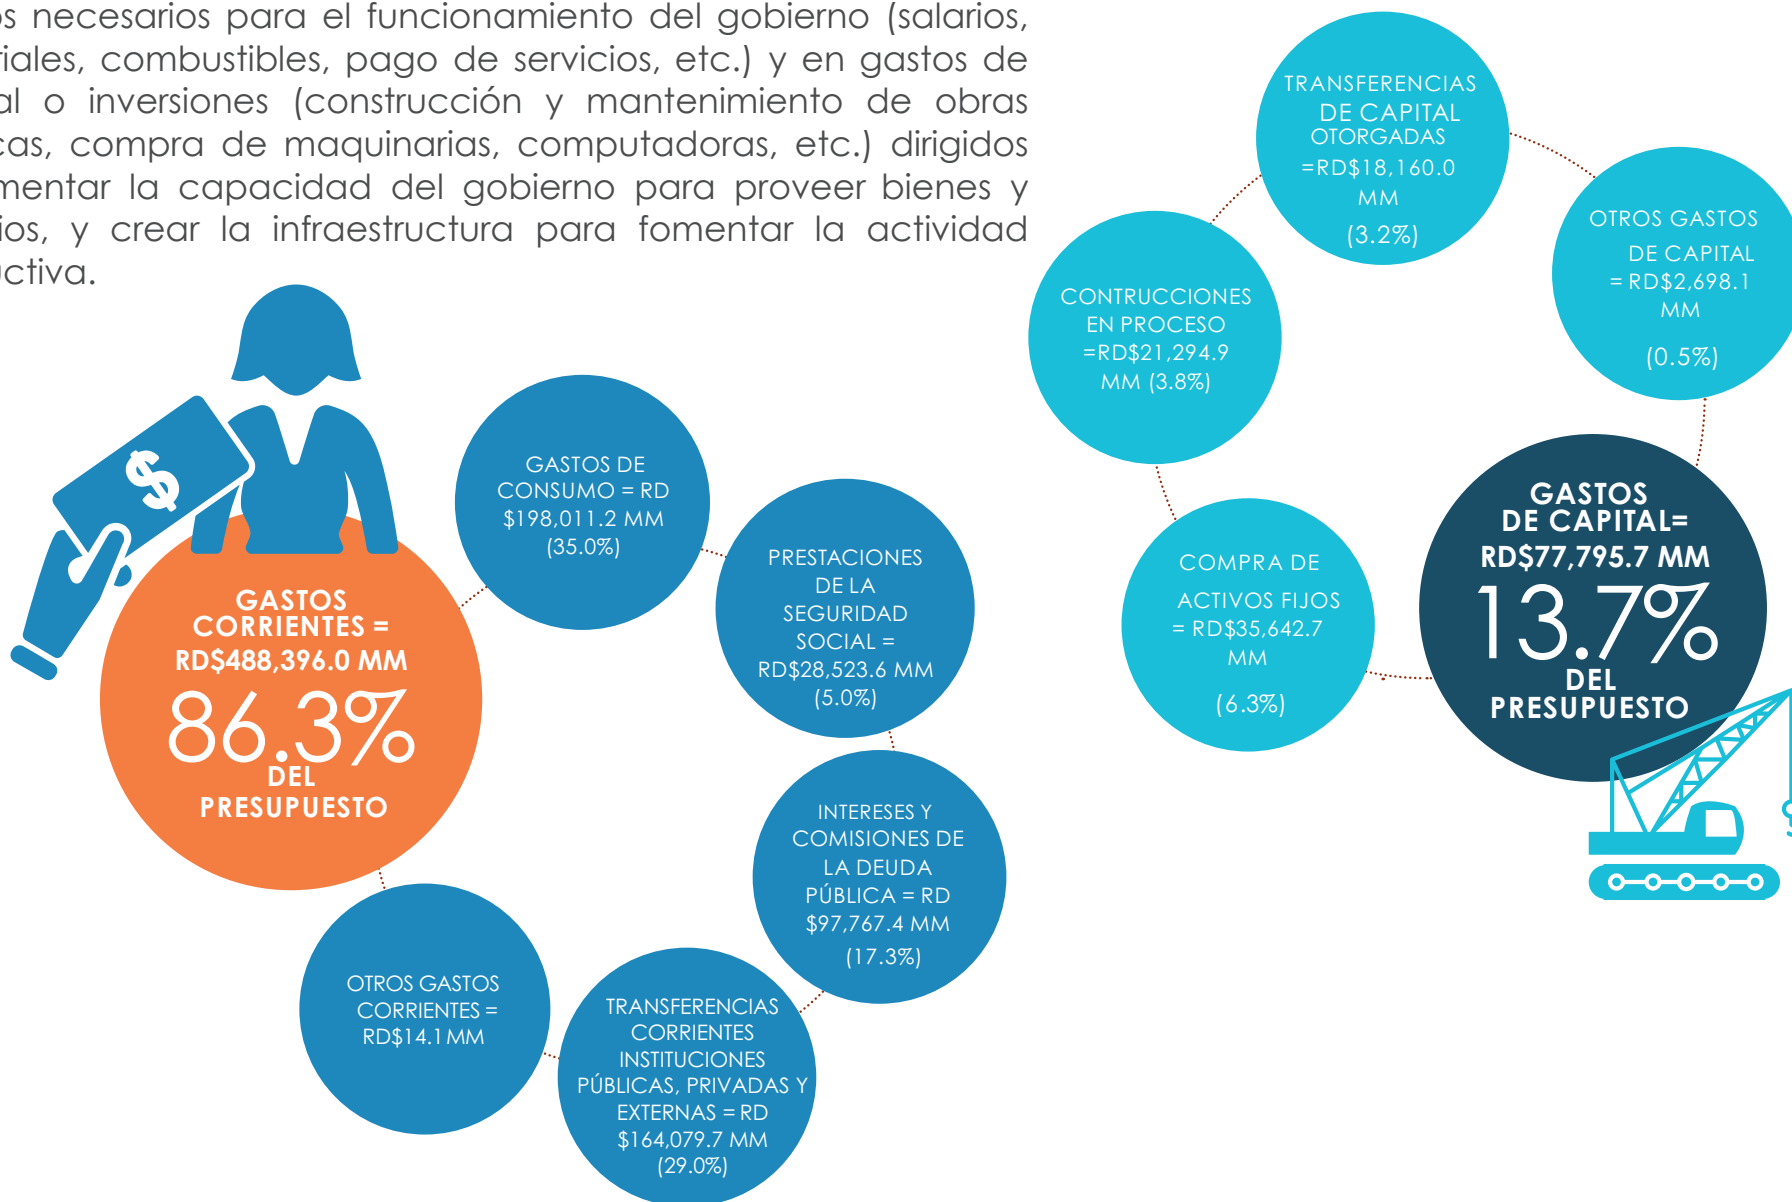 necesarios para el funcionamiento del gobierno (salarios,
combustibles, pago de servicios, etc.) y en gastos de
o inversiones (construcción y mantenimiento de obras
compra de maquinarias, computadoras, etc.) dirigidos
la capacidad del gobierno para proveer bienes y
y crear la infraestructura para fomentar la actividad
GASTOS
CORRIENTES =
RD$488,396.0 MM
86.3%
DEL
PRESUPUESTO
$
GASTOS DE
CONSUMO = RD
$198,011.2 MM
(35.0%)
PRESTACIONES
DE LA
SEGURIDAD
SOCIAL =
RD$28,523.6 MM
(5.0%)
INTERESES Y
COMISIONES DE
LA DEUDA
PÚBLICA = RD
$97,767.4 MM
(17.3%)
TRANSFERENCIAS
CORRIENTES
INSTITUCIONES
PÚBLICAS, PRIVADAS Y
EXTERNAS = RD
$164,079.7 MM
(29.0%)
OTROS GASTOS
CORRIENTES =
RD$14.1MM
TRANSFERENCIAS
DE CAPITAL
OTORGADAS
=RD$18,160.0
MM
(3.2%)
OTROS GASTOS
DE CAPITAL
= RD$2,698.1
MM
(0.5%)
CONTRUCCIONES
EN PROCESO
=RD$21,294.9
MM (3.8%)
COMPRA DE
ACTIVOS FIJOS
= RD$35,642.7
MM
(6.3%)
GASTOS
DE CAPITAL=
RD$77,795.7 MM
13.7%
DEL
PRESUPUESTO